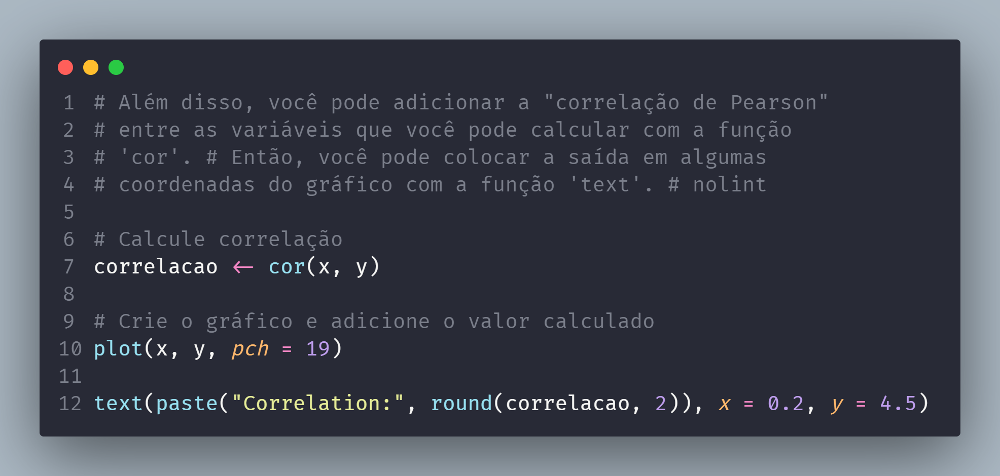 1 # Além disso, você pode adicionar a "correlação de Pearson"
2 # entre as variáveis que você pode calcular com a função
3 # 'cor'. # Então, você pode colocar a saída em algumas
4 # coordenadas do gráfico com a função 'text'. # nolint
5
6 # Calcule correlação
7 correlacao <- cor(x, y)
8
9 # Crie o gráfico e adicione o valor calculado
10 plot(x, y, pch = 19)
11
12 text(paste("Correlation:", round(correlacao, 2)), x = 0.2, y = 4.5)